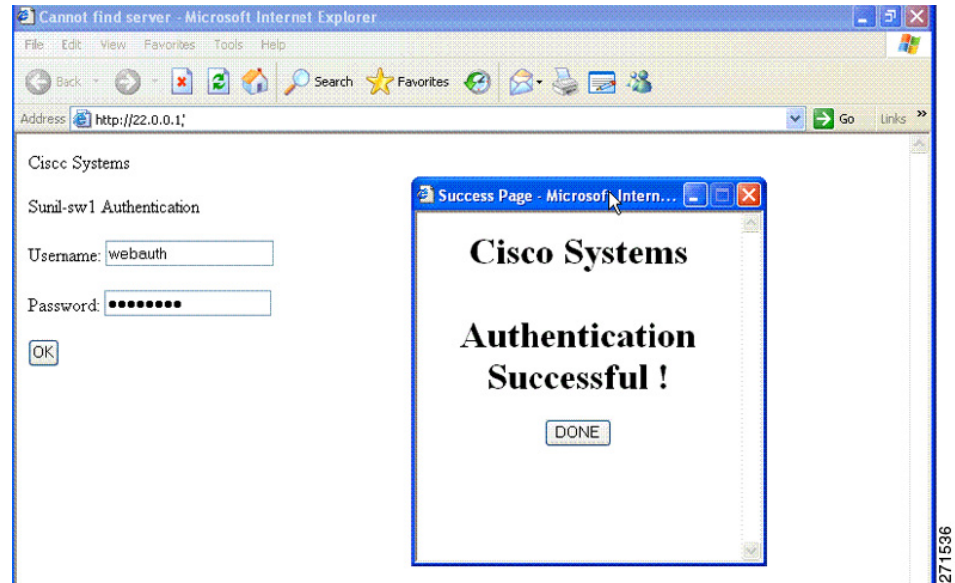 Cannot find server - Microsoft Internet Explorer
File Edit View Favorites Tools Help
Back Search Favorites
Address http://22.0.0.1; Go Links »
Ciscc Systems
Sunil-sw1 Authentication
Username: webauth
Password: ●●●●●●●●
OK
Success Page - Microsoft Intern...
Cisco Systems
Authentication
Successful !
DONE
271536